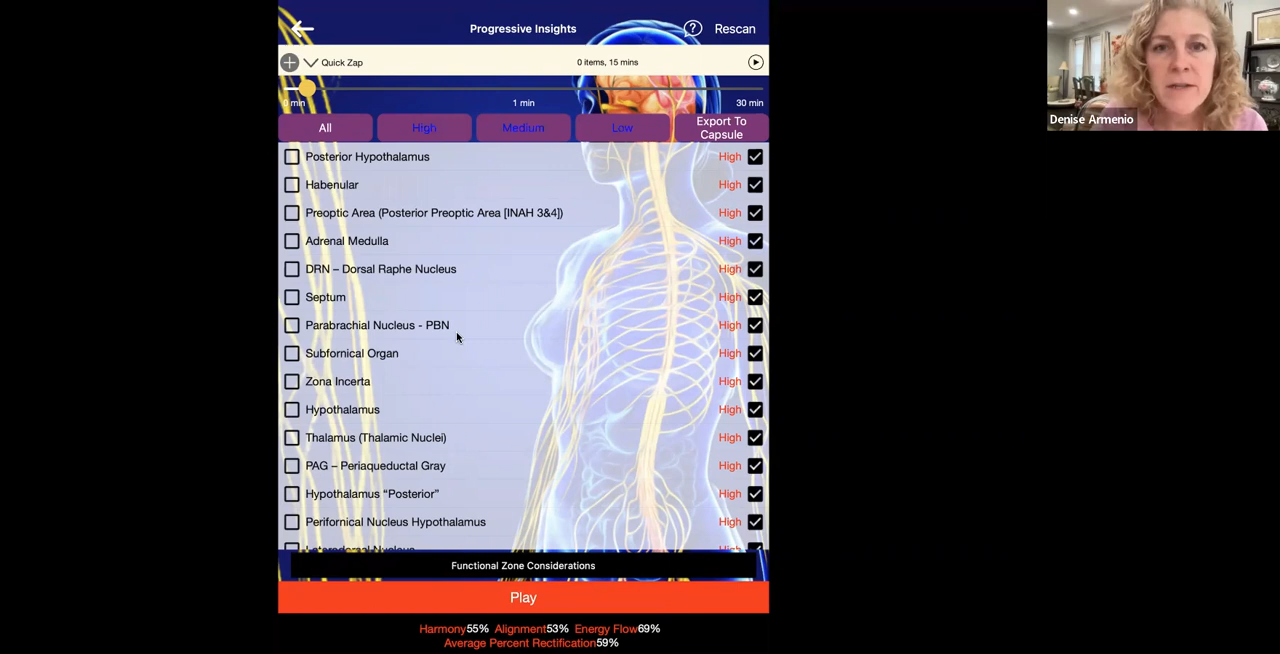 Progressive Insights
Rescan
Quick Zap
0 items, 15 mins
0 min
1 min
30 min
All
High
Medium
Low
Export To
Capsule
Posterior Hypothalamus High
Habenular High
Preoptic Area (Posterior Preoptic Area [INAH 3&4]) High
Adrenal Medulla High
DRN – Dorsal Raphe Nucleus High
Septum High
Parabrachial Nucleus - PBN High
Subfornical Organ High
Zona Incerta High
Hypothalamus High
Thalamus (Thalamic Nuclei) High
PAG – Periaqueductal Gray High
Hypothalamus “Posterior” High
Perifornical Nucleus Hypothalamus High
High
Functional Zone Considerations
Play
Harmony55% Alignment53% Energy Flow69%
Average Percent Rectification59%
Denise Armenio